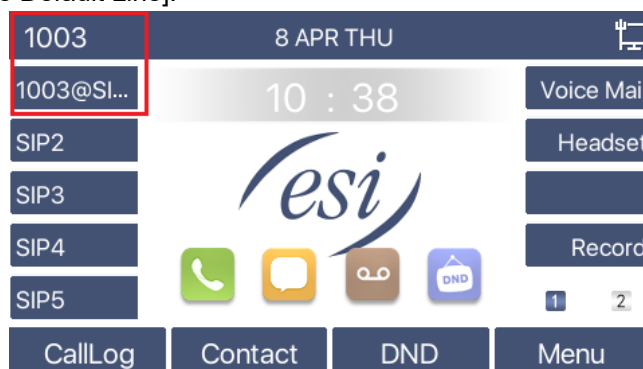 Default Line].
1003 8 APR THU
1003@SI... 10 : 38 Voice Mai
SIP2 Headset
SIP3 esi
SIP4 Record
DND
SIP5 1 2
CallLog Contact DND Menu